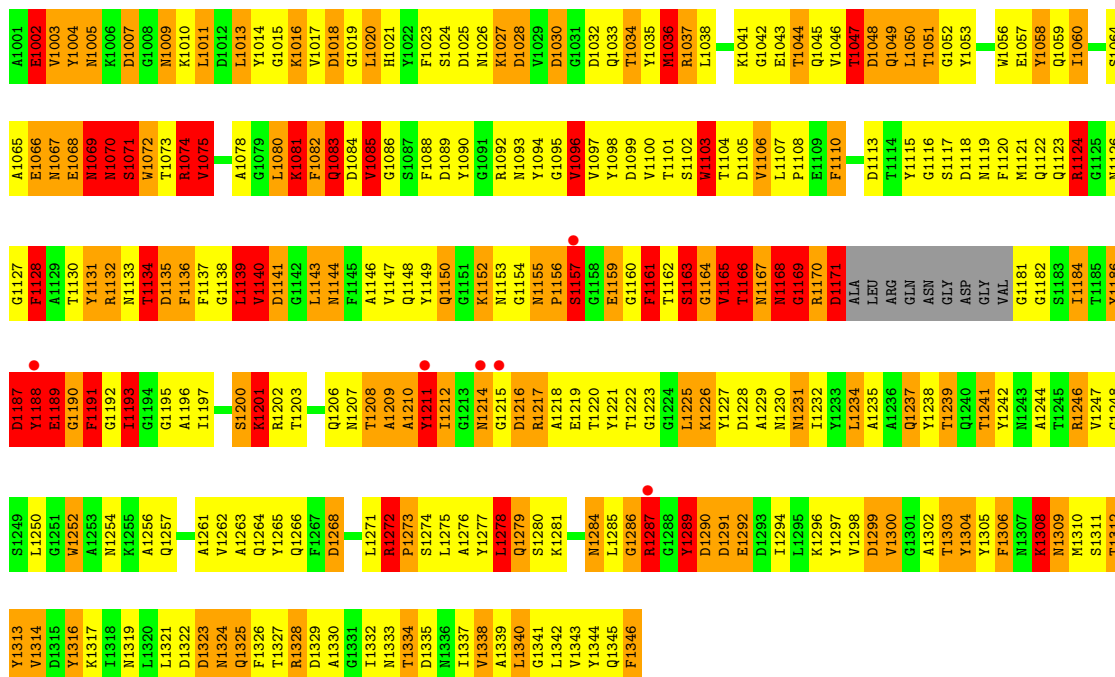 A1001 E1002 V1003 Y1004 N1005 K1006 D1007 G1008 N1009 K1010 L1011 D1012 L1013 Y1014 G1015 K1016 V1017 D1018 G1019 L1020 H1021 Y1022 F1023 S1024 D1025 N1026 K1027 D1028 V1029 D1030 G1031 D1032 Q1033 T1034 Y1035 M1036 R1037 L1038 K1041 G1042 E1043 T1044 Q1045 V1046 T1047 D1048 Q1049 L1050 T1051 G1052 Y1053 W1056 E1057 Y1058 Q1059 I1060 S1064
A1065 E1066 N1067 E1068 N1069 N1070 S1071 W1072 T1073 R1074 V1075 A1078 G1079 L1080 K1081 F1082 Q1083 D1084 V1085 G1086 S1087 F1088 D1089 Y1090 G1091 R1092 N1093 Y1094 G1095 V1096 V1097 Y1098 D1099 V1100 T1101 S1102 W1103 T1104 D1105 V1106 L1107 P1108 E1109 F1110 D1113 T1114 Y1115 G1116 S1117 D1118 N1119 F1120 M1121 Q1122 Q1123 R1124 G1125 N1126
G1127 F1128 A1129 T1130 Y1131 R1132 N1133 T1134 D1135 F1136 F1137 G1138 L1139 V1140 D1141 G1142 L1143 N1144 F1145 A1146 V1147 Q1148 Y1149 Q1150 G1151 K1152 N1153 G1154 N1155 P1156 S1157 G1158 E1159 G1160 F1161 T1162 S1163 G1164 V1165 T1166 N1167 N1168 G1169 R1170 D1171 ALA LEU ARG GLN ASN GLY ASP GLY VAL G1181 G1182 S1183 I1184 T1185 Y1186
D1187 Y1188 E1189 G1190 F1191 G1192 I1193 G1194 G1195 A1196 I1197 S1200 K1201 R1202 T1203 Q1206 N1207 T1208 A1209 A1210 Y1211 I1212 G1213 N1214 G1215 D1216 R1217 A1218 E1219 T1220 Y1221 T1222 G1223 G1224 L1225 K1226 Y1227 D1228 A1229 N1230 N1231 I1232 Y1233 L1234 A1235 A1236 Q1237 Y1238 T1239 Q1240 T1241 Y1242 N1243 A1244 T1245 R1246 V1247 G1248
S1249 L1250 G1251 W1252 A1253 N1254 K1255 A1256 Q1257 A1261 V1262 A1263 Q1264 Y1265 Q1266 F1267 D1268 L1271 R1272 P1273 S1274 L1275 A1276 Y1277 L1278 Q1279 S1280 K1281 N1284 L1285 G1286 R1287 G1288 Y1289 D1290 D1291 E1292 D1293 I1294 L1295 K1296 Y1297 V1298 D1299 V1300 G1301 A1302 T1303 Y1304 Y1305 F1306 N1307 K1308 N1309 M1310 S1311 T1312
Y1313 V1314 D1315 Y1316 K1317 I1318 N1319 L1320 L1321 D1322 D1323 N1324 Q1325 F1326 T1327 R1328 D1329 A1330 G1331 I1332 N1333 T1334 D1335 N1336 I1337 V1338 A1339 L1340 G1341 L1342 V1343 Y1344 Q1345 F1346